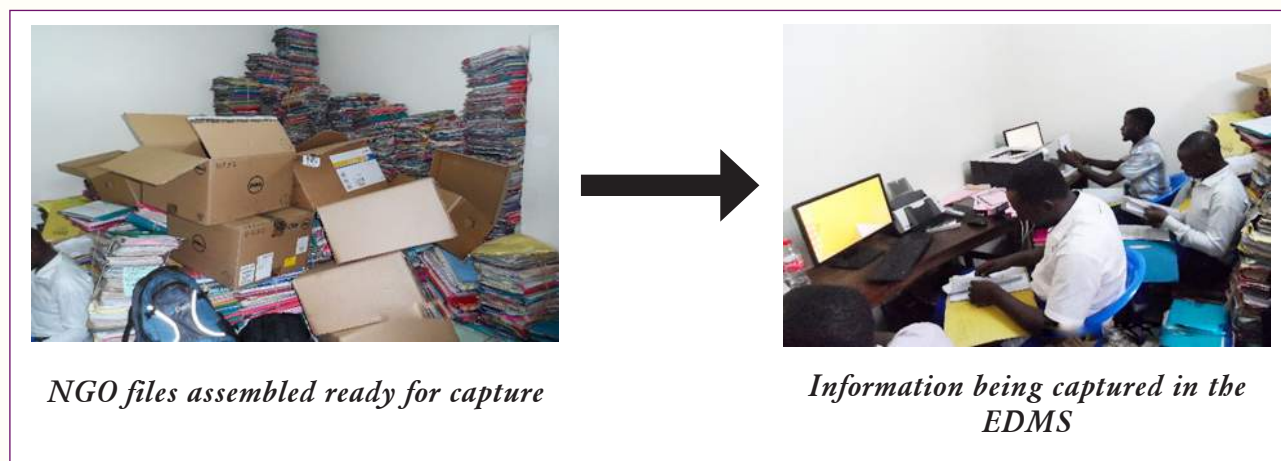 NGO files assembled ready for capture
Information being captured in the
EDMS